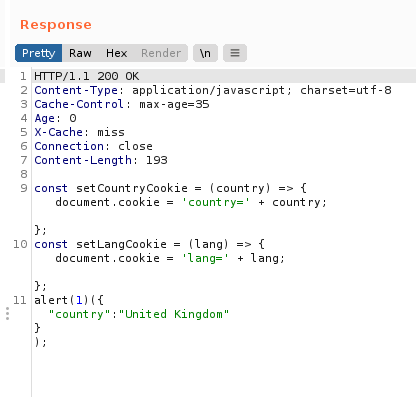 Response
Pretty Raw Hex Render \n
1 HTTP/1.1 200 OK
2 Content-Type: application/javascript; charset=utf-8
3 Cache-Control: max-age=35
4 Age: 0
5 X-Cache: miss
6 Connection: close
7 Content-Length: 193
8
9 const setCountryCookie = (country) => {
document.cookie = 'country=' + country;
};
10 const setLangCookie = (lang) => {
document.cookie = 'lang=' + lang;
};
11 alert(1)({
"country":"United Kingdom"
}
);